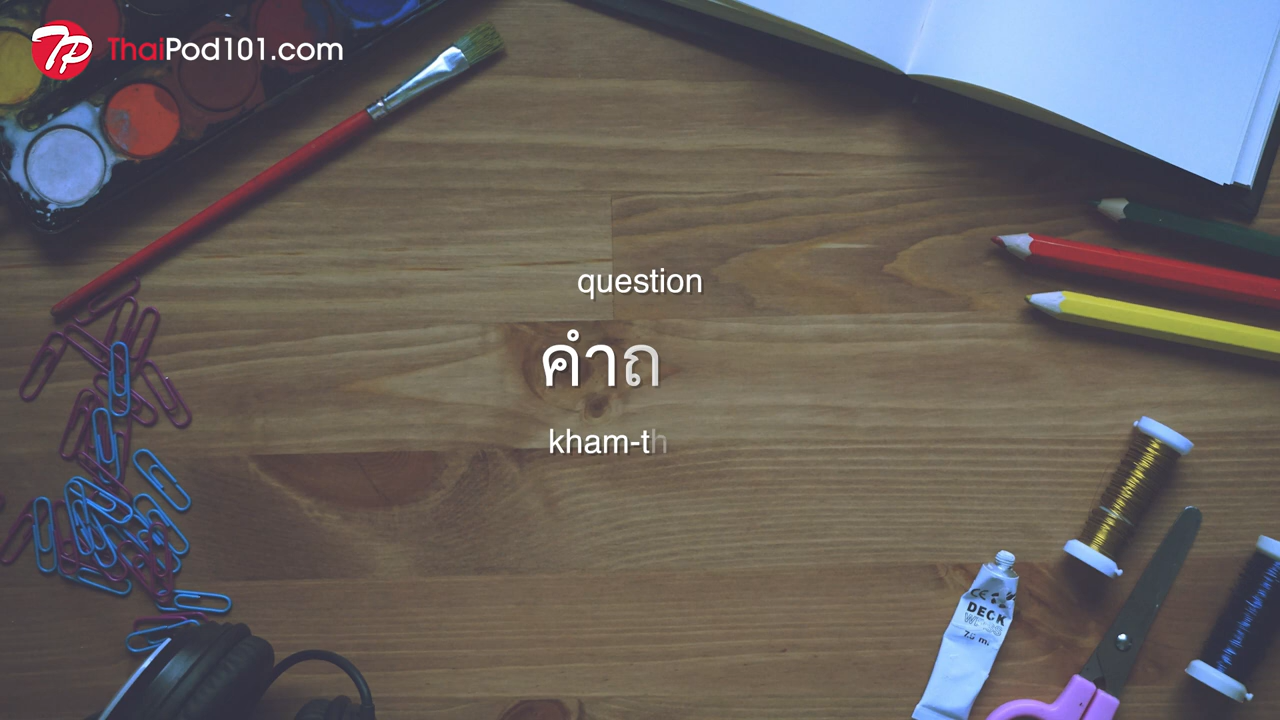 ThaiPod101.com
question
คำถ
kham-th
DECK